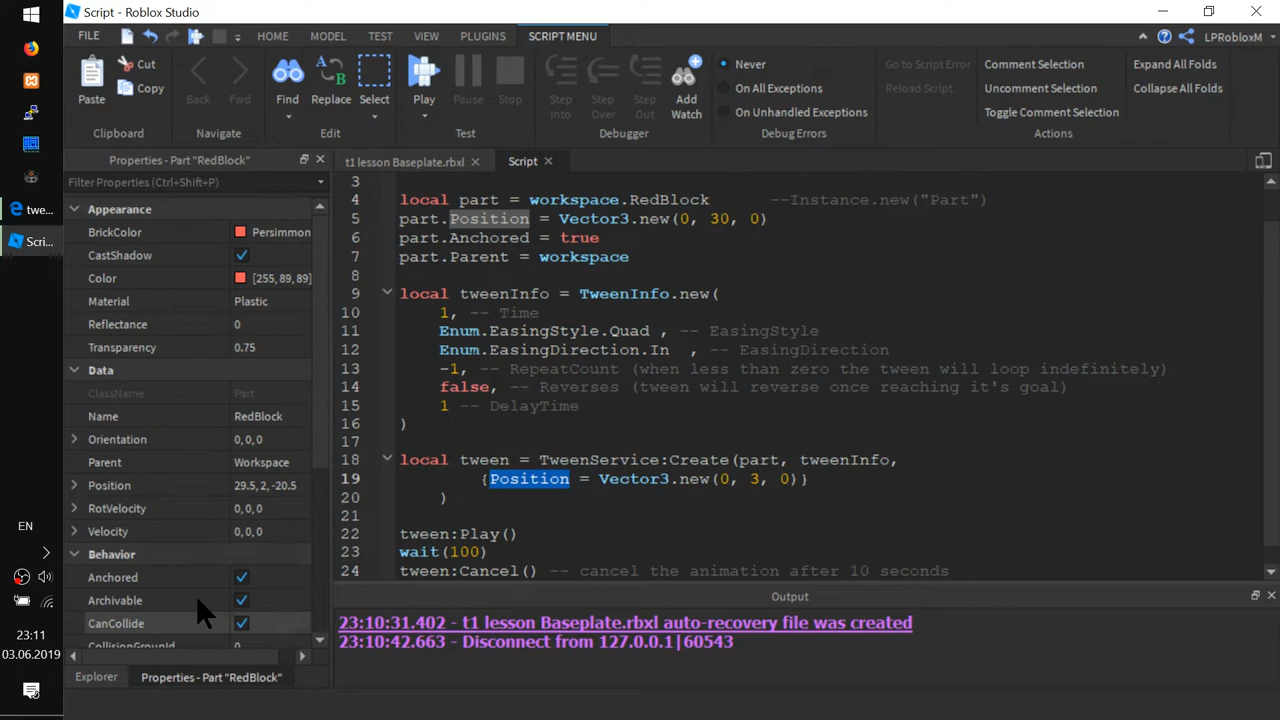 Script - Roblox Studio
FILE HOME MODEL TEST VIEW PLUGINS SCRIPT MENU LPRobloxM
Paste
Cut
Copy
Clipboard
Back Fwd
Navigate
Find Replace Select
Edit
Play Pause Stop
Test
Step Into
Step Over
Step Out
Add Watch
Debugger
Never
On All Exceptions
On Unhandled Exceptions
Debug Errors
Go to Script Error
Reload Script
Comment Selection
Uncomment Selection
Toggle Comment Selection
Expand All Folds
Collapse All Folds
Actions
Properties - Part "RedBlock"
Filter Properties (Ctrl+Shift+P)
Appearance
BrickColor Persimmon
CastShadow
Color [255, 89, 89]
Material Plastic
Reflectance 0
Transparency 0.75
Data
ClassName Part
Name RedBlock
Orientation 0, 0, 0
Parent Workspace
Position 29.5, 2, -20.5
RotVelocity 0, 0, 0
Velocity 0, 0, 0
Behavior
Anchored
Archivable
CanCollide
CollisionGroupId 0
Explorer Properties - Part "RedBlock"
t1 lesson Baseplate.rbxl Script
3
4 local part = workspace.RedBlock --Instance.new("Part")
5 part.Position = Vector3.new(0, 30, 0)
6 part.Anchored = true
7 part.Parent = workspace
8
9 local tweenInfo = TweenInfo.new(
10 1, -- Time
11 Enum.EasingStyle.Quad , -- EasingStyle
12 Enum.EasingDirection.In , -- EasingDirection
13 -1, -- RepeatCount (when less than zero the tween will loop indefinitely)
14 false, -- Reverses (tween will reverse once reaching it's goal)
15 1 -- DelayTime
16 )
17
18 local tween = TweenService:Create(part, tweenInfo,
19 {Position = Vector3.new(0, 3, 0)}
20 )
21
22 tween:Play()
23 wait(100)
24 tween:Cancel() -- cancel the animation after 10 seconds
Output
23:10:31.402 - t1 lesson Baseplate.rbxl auto-recovery file was created
23:10:42.663 - Disconnect from 127.0.0.1|60543
twe...
Scri...
EN
23:11
03.06.2019